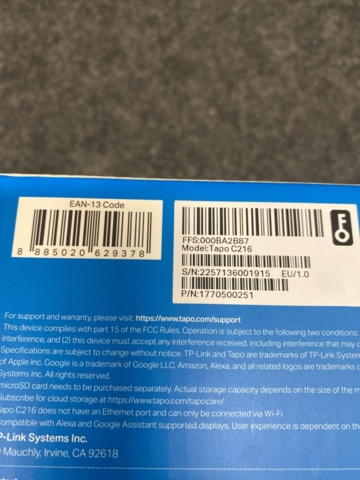 EAN-13 Code
8 885020 629378
FFS:000BA2B87
Model:Tapo C216
S/N:2257136001915 EU/1.0
P/N:1770500251
For support and warranty, please visit: https://www.tapo.com/support
This device complies with part 15 of the FCC Rules. Operation is subject to the following two conditions:
interference, and (2) this device must accept any interference received, including interference that may c
Specifications are subject to change without notice. TP-Link and Tapo are trademarks of TP-Link System
of Apple Inc. Google is a trademark of Google LLC. Amazon, Alexa, and all related logos are trademarks of
Systems Inc. All rights reserved.
microSD card needs to be purchased separately. Actual storage capacity depends on the size of the m
Subscribe for cloud storage at https://www.tapo.com/tapocare/
Tapo C216 does not have an Ethernet port and can only be connected via Wi-Fi.
Compatible with Alexa and Google Assistant supported displays. User experience is dependent on the
TP-Link Systems Inc.
Mauchly, Irvine, CA 92618